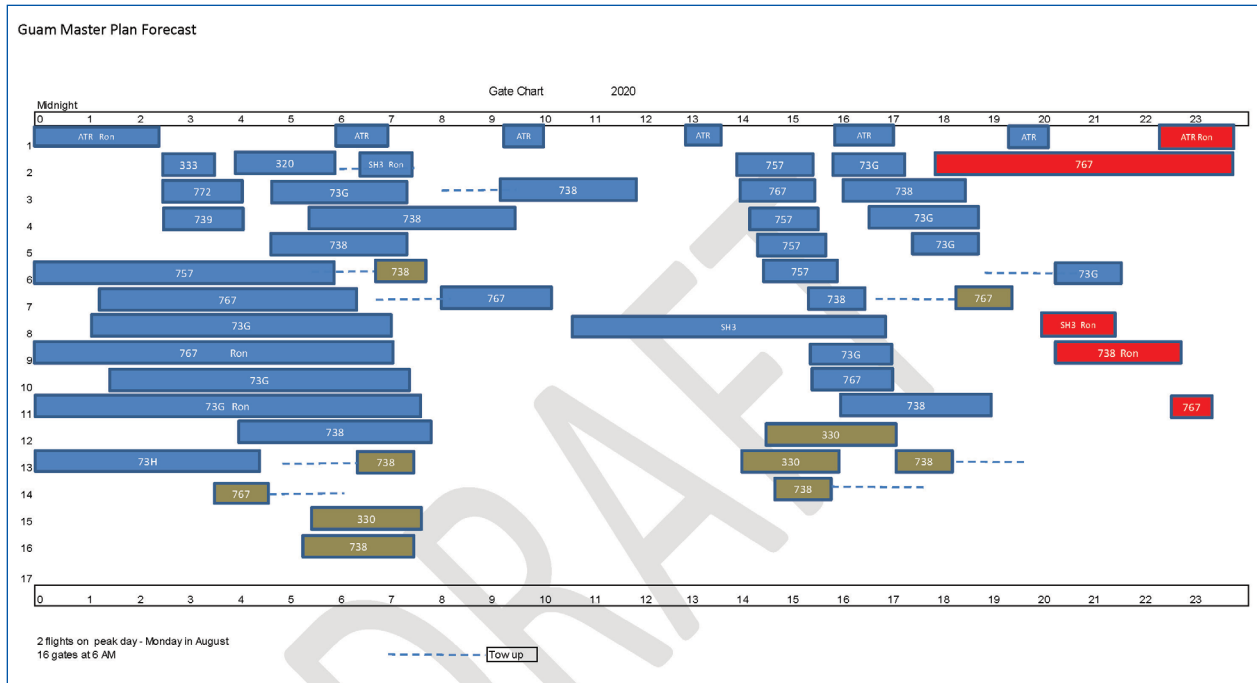 Guam Master Plan Forecast
Gate Chart 2020
Midnight
0 1 2 3 4 5 6 7 8 9 10 11 12 13 14 15 16 17 18 19 20 21 22 23
ATR Ron ATR ATR ATR ATR ATR ATR Ron
1
333 320 SH3 Ron 757 73G 767
2
772 73G 738 767 738
3
739 738 757 73G
4
738 757 73G
5
757 738 757 73G
6
767 767 738 767
7
73G SH3 SH3 Ron
8
767 Ron 73G 738 Ron
9
73G 767
10
73G Ron 738 767
11
738 330
12
73H 738 330 738
13
767 738
14
330
15
738
16
17
0 1 2 3 4 5 6 7 8 9 10 11 12 13 14 15 16 17 18 19 20 21 22 23
2 flights on peak day - Monday in August
16 gates at 6 AM
Tow up
DRAFT